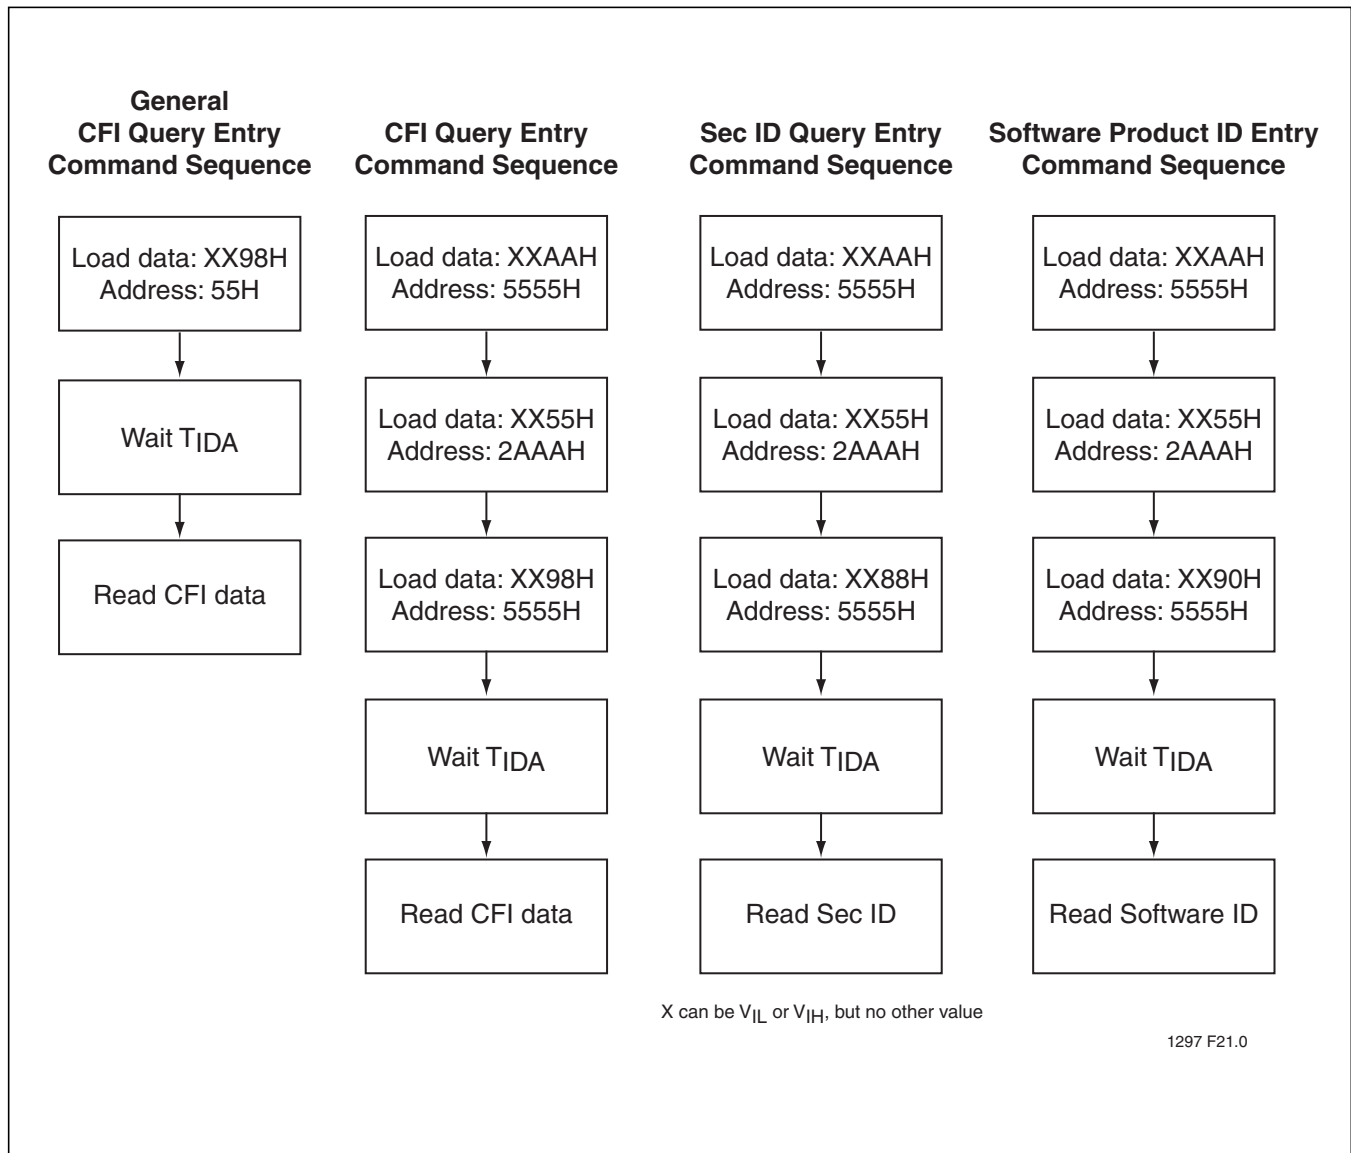 General
CFI Query Entry
Command Sequence
Load data: XX98H
Address: 55H
Wait TIDA
Read CFI data
CFI Query Entry
Command Sequence
Load data: XXAAH
Address: 5555H
Load data: XX55H
Address: 2AAAH
Load data: XX98H
Address: 5555H
Wait TIDA
Read CFI data
Sec ID Query Entry
Command Sequence
Load data: XXAAH
Address: 5555H
Load data: XX55H
Address: 2AAAH
Load data: XX88H
Address: 5555H
Wait TIDA
Read Sec ID
Software Product ID Entry
Command Sequence
Load data: XXAAH
Address: 5555H
Load data: XX55H
Address: 2AAAH
Load data: XX90H
Address: 5555H
Wait TIDA
Read Software ID
X can be VIL or VIH, but no other value
1297 F21.0